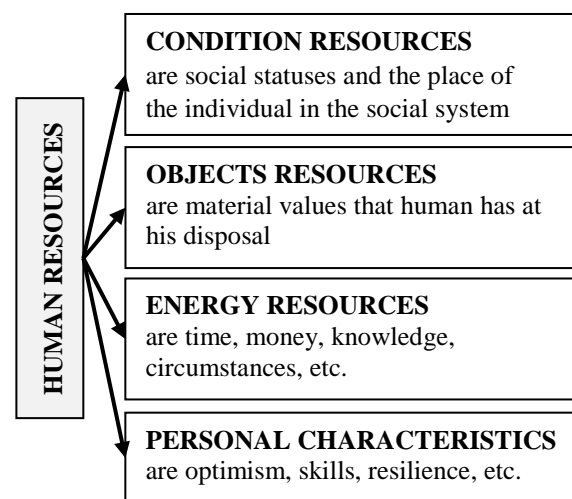 HUMAN RESOURCES
CONDITION RESOURCES
are social statuses and the place of
the individual in the social system
OBJECTS RESOURCES
are material values that human has at
his disposal
ENERGY RESOURCES
are time, money, knowledge,
circumstances, etc.
PERSONAL CHARACTERISTICS
are optimism, skills, resilience, etc.